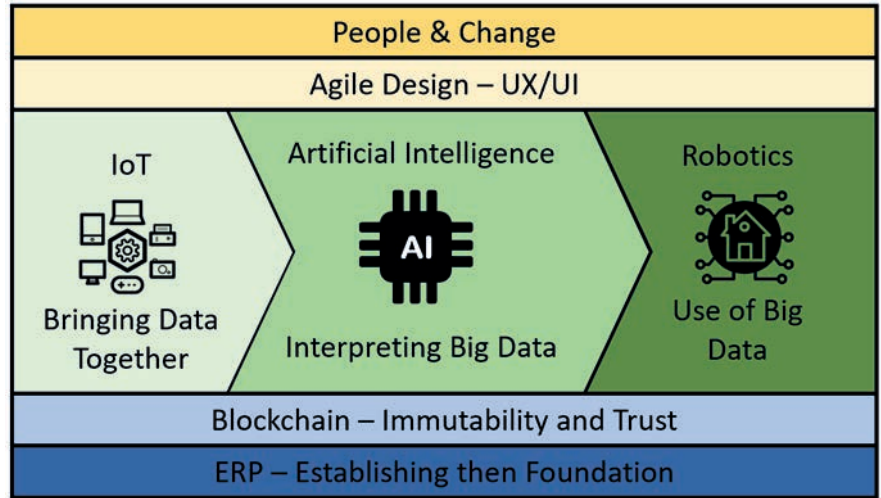 People & Change
Agile Design – UX/UI
IoT
Bringing Data
Together
Artificial Intelligence
AI
Interpreting Big Data
Robotics
Use of Big
Data
Blockchain – Immutability and Trust
ERP – Establishing then Foundation